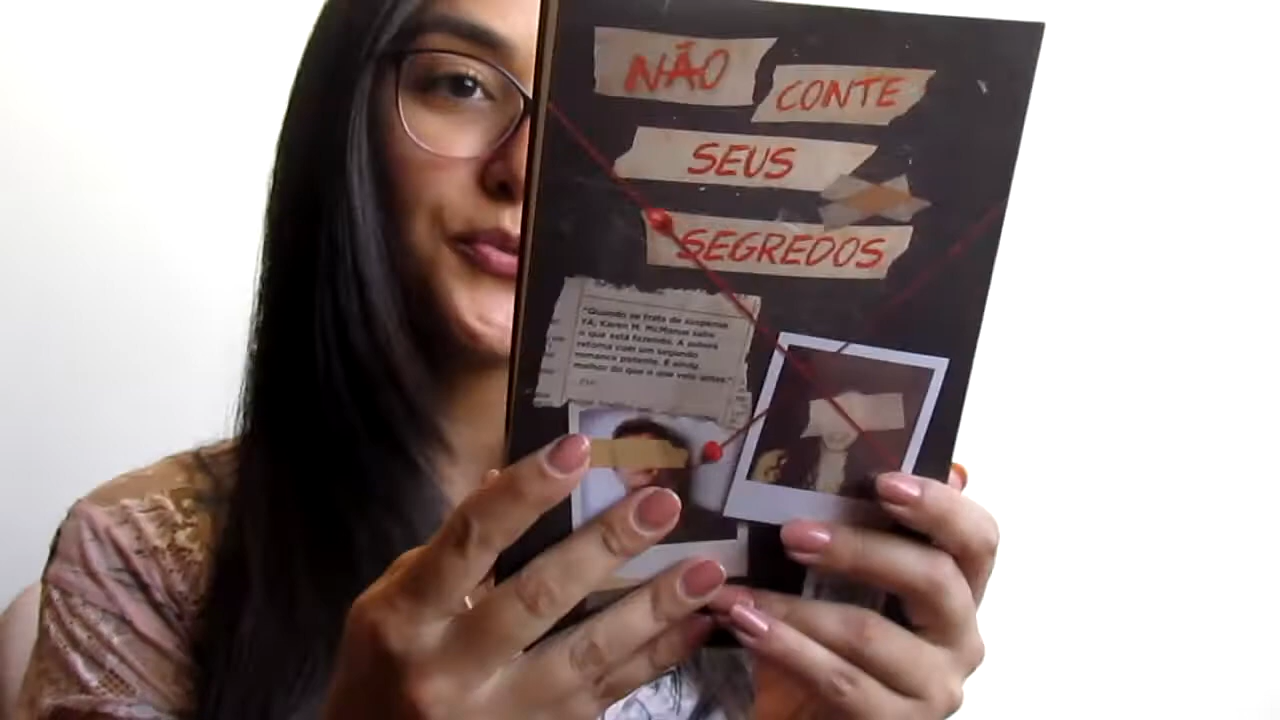 NÃO
CONTE
SEUS
SEGREDOS
"Quando se trata de suspense
YA, Karen M. McManus sabe
o que está fazendo. A autora
retorna com um segundo
romance potente. É ainda
melhor do que o que veio antes."